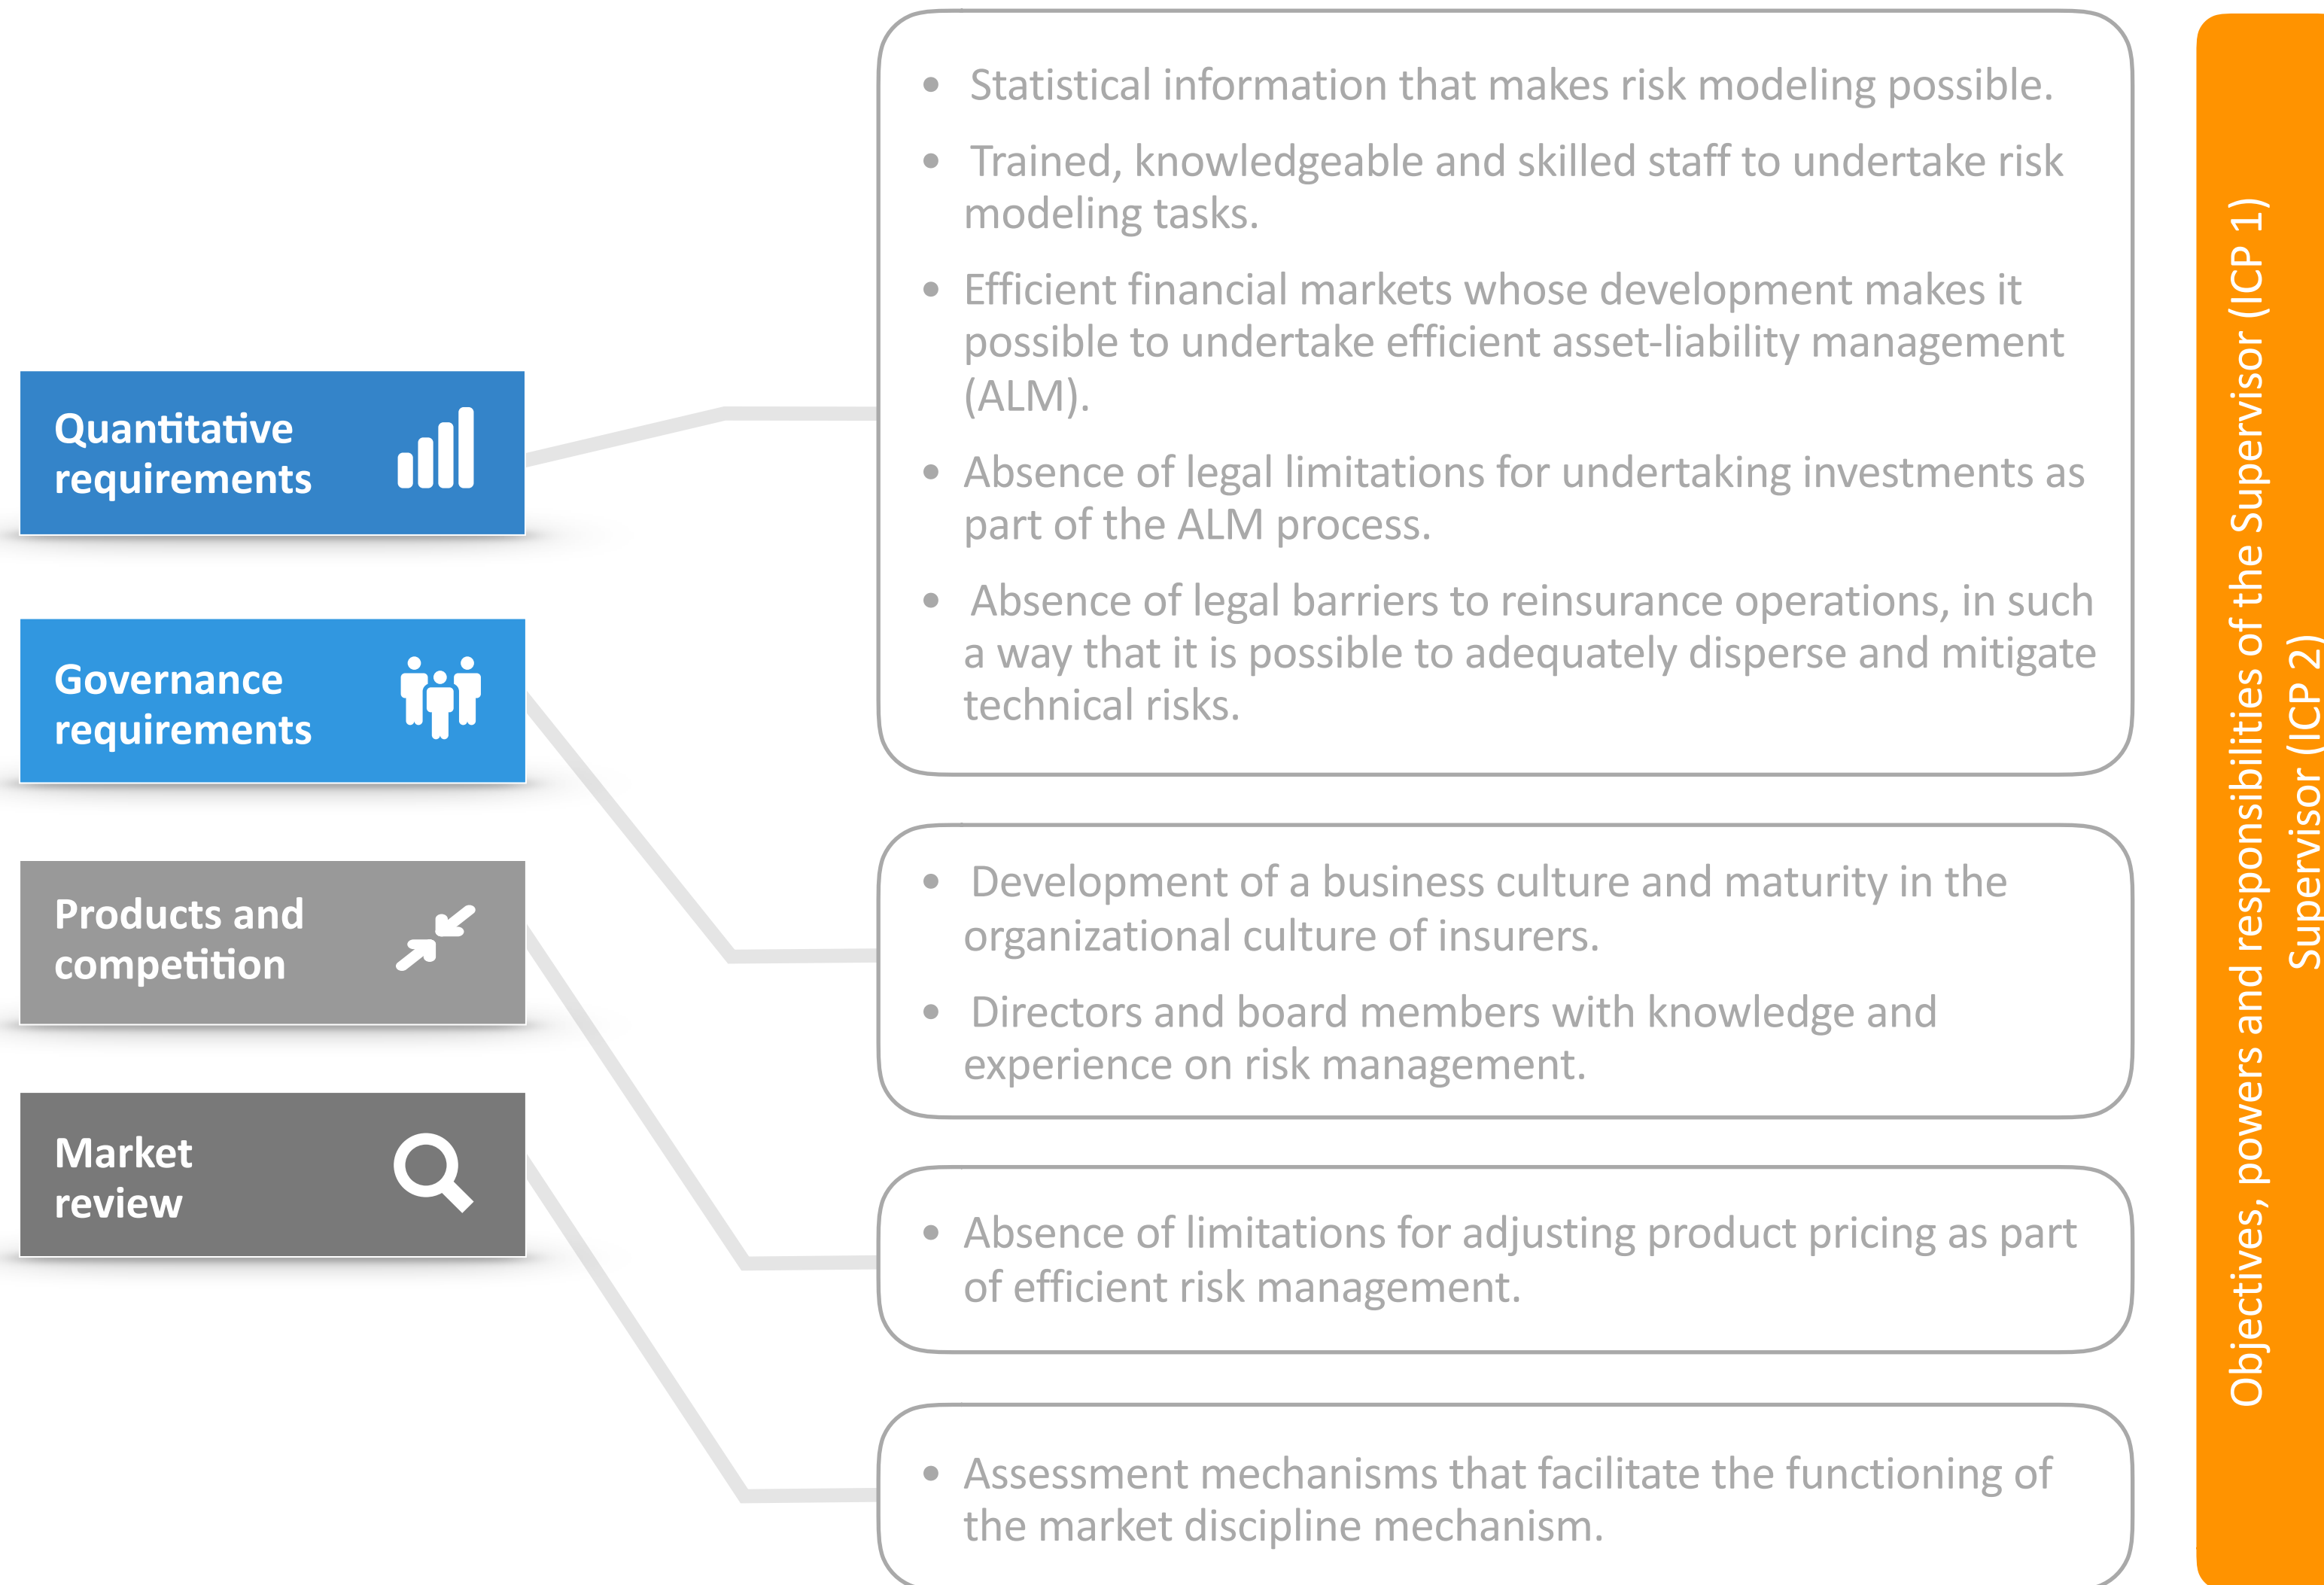 Quantitative
requirements
Governance
requirements
Products and
competition
Market
review
• Statistical information that makes risk modeling possible.
• Trained, knowledgeable and skilled staff to undertake risk
modeling tasks.
• Efficient financial markets whose development makes it
possible to undertake efficient asset-liability management
(ALM).
• Absence of legal limitations for undertaking investments as
part of the ALM process.
• Absence of legal barriers to reinsurance operations, in such
a way that it is possible to adequately disperse and mitigate
technical risks.
• Development of a business culture and maturity in the
organizational culture of insurers.
• Directors and board members with knowledge and
experience on risk management.
• Absence of limitations for adjusting product pricing as part
of efficient risk management.
• Assessment mechanisms that facilitate the functioning of
the market discipline mechanism.
Objectives, powers and responsibilities of the Supervisor (ICP 1)
Supervisor (ICP 2)